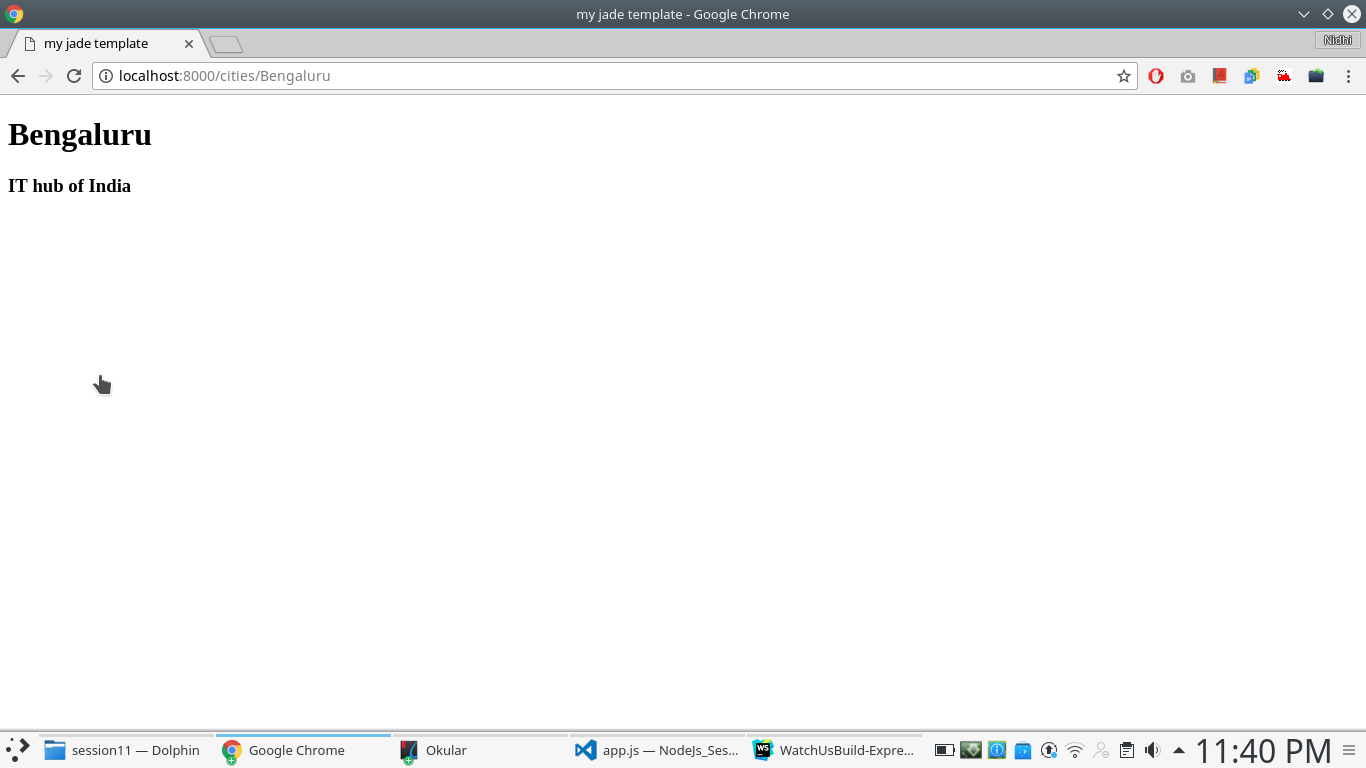 my jade template - Google Chrome
my jade template
Nidhi
localhost:8000/cities/Bengaluru
Bengaluru
IT hub of India
session11 — Dolphin
Google Chrome
Okular
app.js — NodeJs_Ses...
WS
WatchUsBuild-Expre...
11:40 PM